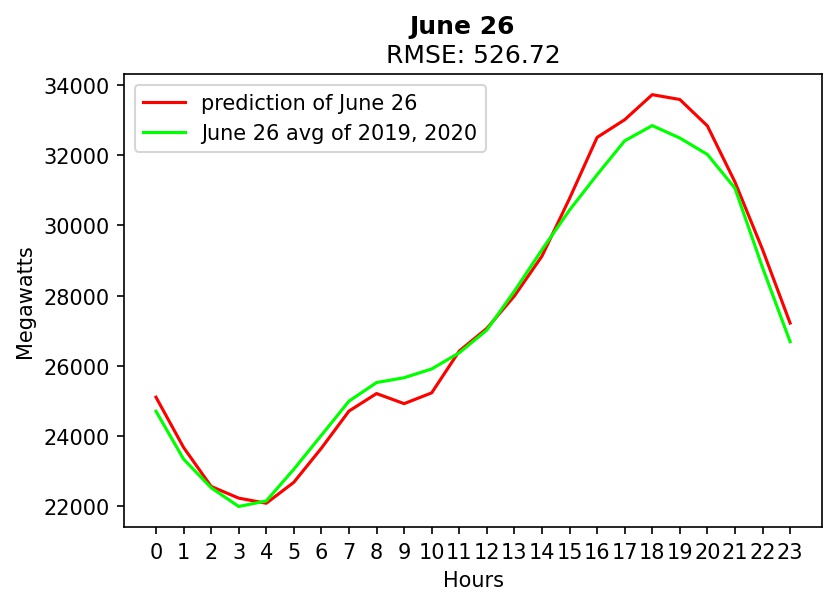 June 26
RMSE: 526.72
prediction of June 26
June 26 avg of 2019, 2020
34000
32000
30000
28000
26000
24000
22000
Megawatts
0 1 2 3 4 5 6 7 8 9 10 11 12 13 14 15 16 17 18 19 20 21 22 23
Hours